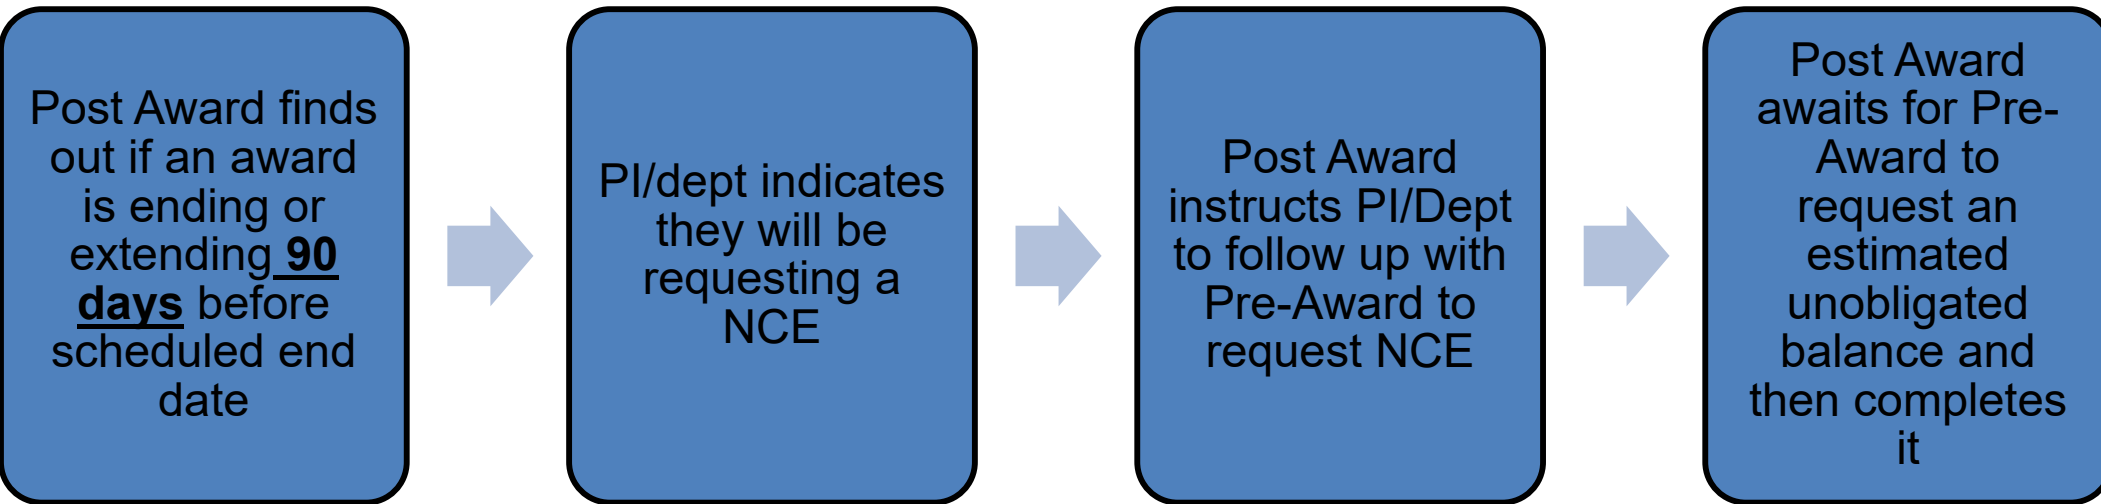 Post Award finds
out if an award
is ending or
extending 90
days before
scheduled end
date
PI/dept indicates
they will be
requesting a
NCE
Post Award
instructs PI/Dept
to follow up with
Pre-Award to
request NCE
Post Award
awaits for Pre-
Award to
request an
estimated
unobligated
balance and
then completes
it